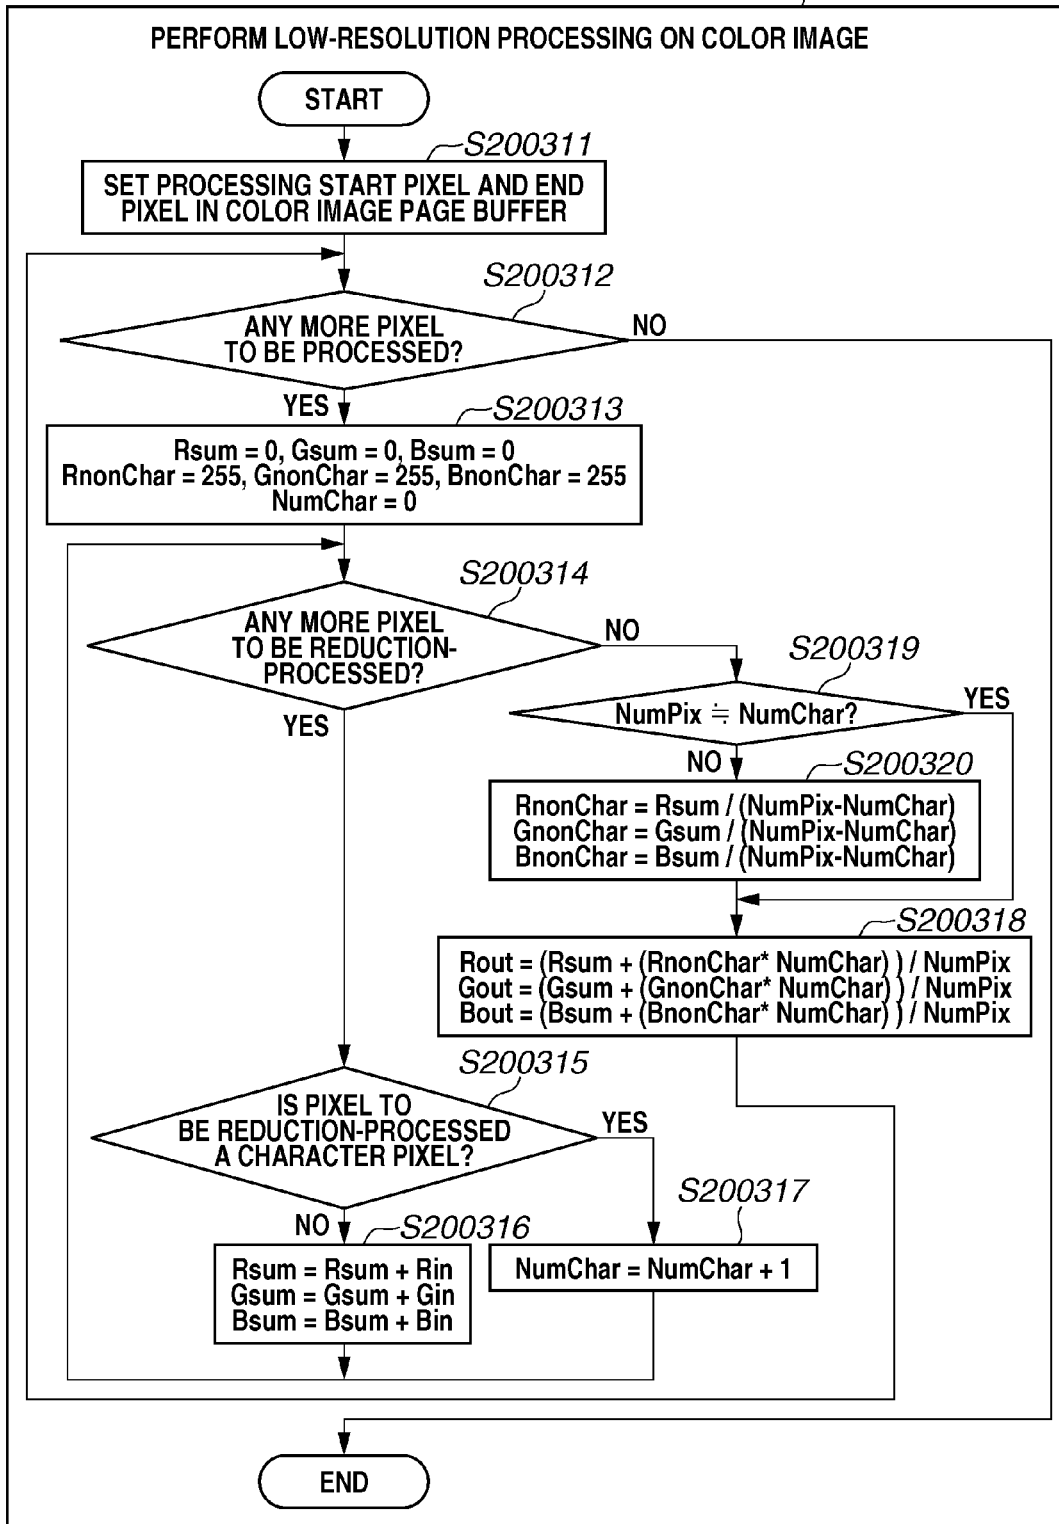 PERFORM LOW-RESOLUTION PROCESSING ON COLOR IMAGE
START
S200311
SET PROCESSING START PIXEL AND END
PIXEL IN COLOR IMAGE PAGE BUFFER
S200312
ANY MORE PIXEL
TO BE PROCESSED?
NO
YES
S200313
Rsum = 0, Gsum = 0, Bsum = 0
RnonChar = 255, GnonChar = 255, BnonChar = 255
NumChar = 0
S200314
ANY MORE PIXEL
TO BE REDUCTION-
PROCESSED?
NO
YES
S200319
NumPix ≒ NumChar?
YES
NO
S200320
RnonChar = Rsum / (NumPix-NumChar)
GnonChar = Gsum / (NumPix-NumChar)
BnonChar = Bsum / (NumPix-NumChar)
S200318
Rout = (Rsum + (RnonChar* NumChar) ) / NumPix
Gout = (Gsum + (GnonChar* NumChar) ) / NumPix
Bout = (Bsum + (BnonChar* NumChar) ) / NumPix
S200315
IS PIXEL TO
BE REDUCTION-PROCESSED
A CHARACTER PIXEL?
YES
NO
S200316
Rsum = Rsum + Rin
Gsum = Gsum + Gin
Bsum = Bsum + Bin
S200317
NumChar = NumChar + 1
END